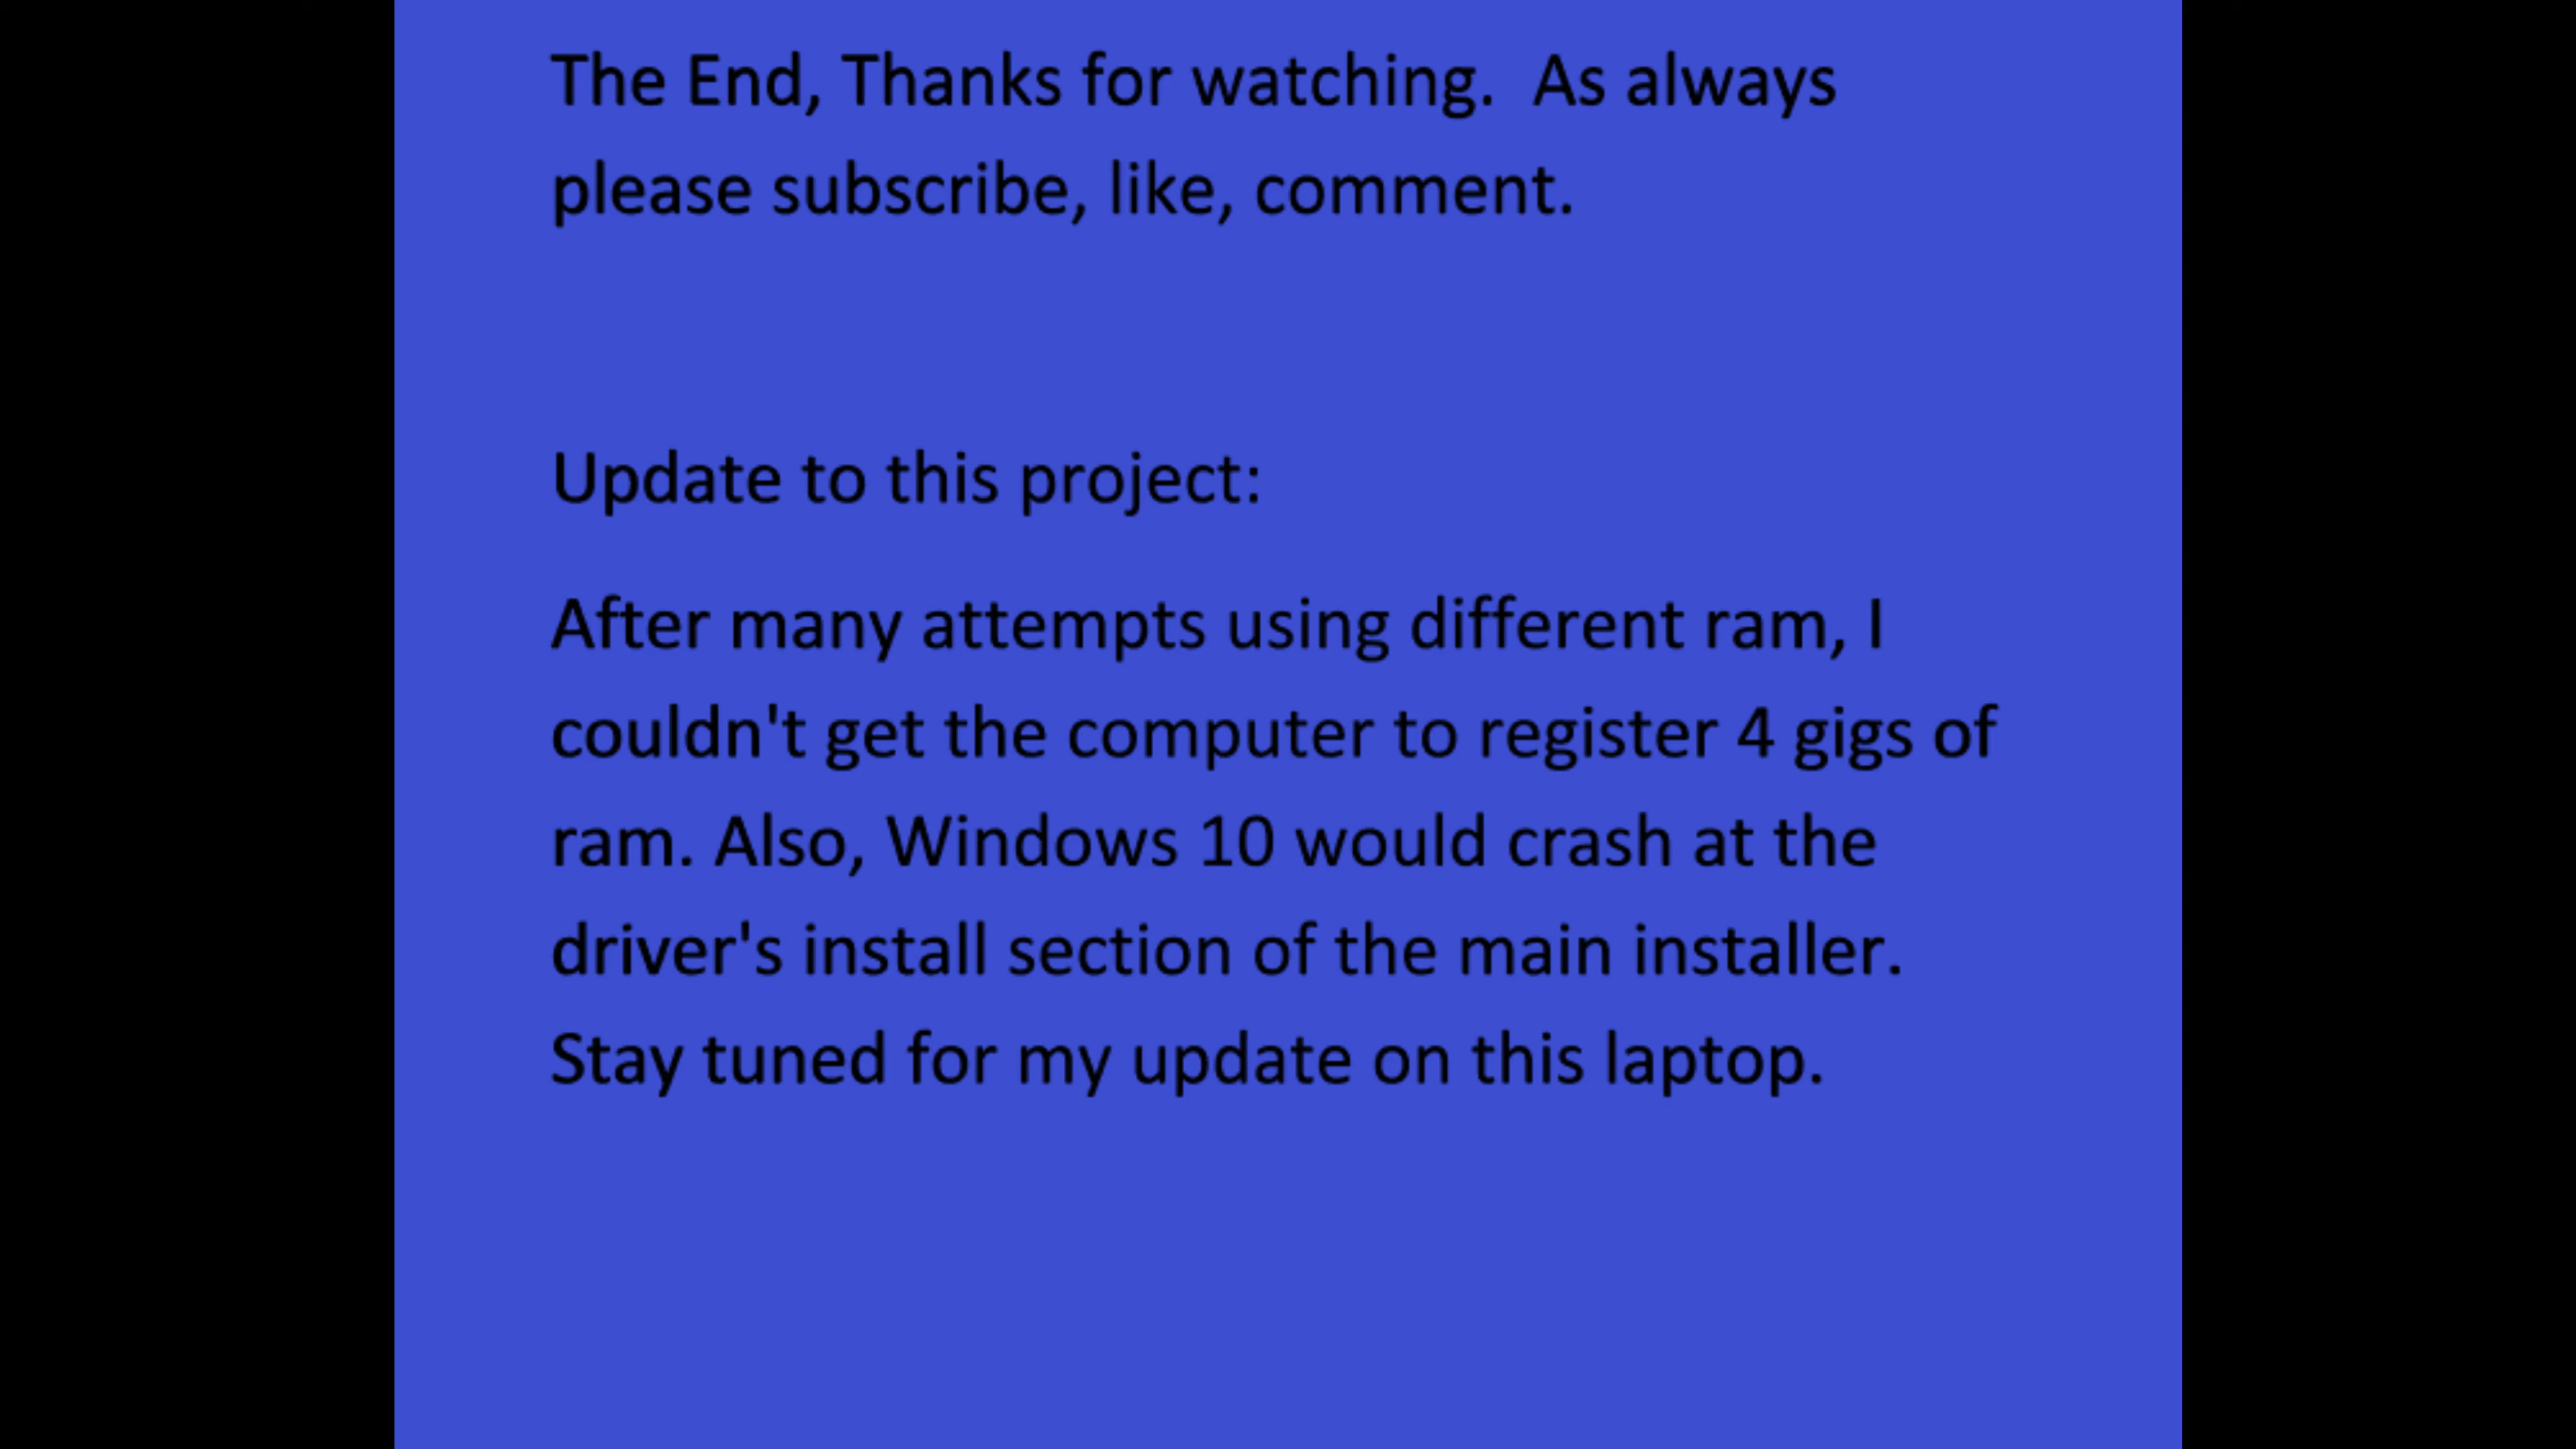 The End, Thanks for watching.  As always
please subscribe, like, comment.
Update to this project:
After many attempts using different ram, I
couldn't get the computer to register 4 gigs of
ram. Also, Windows 10 would crash at the
driver's install section of the main installer.
Stay tuned for my update on this laptop.